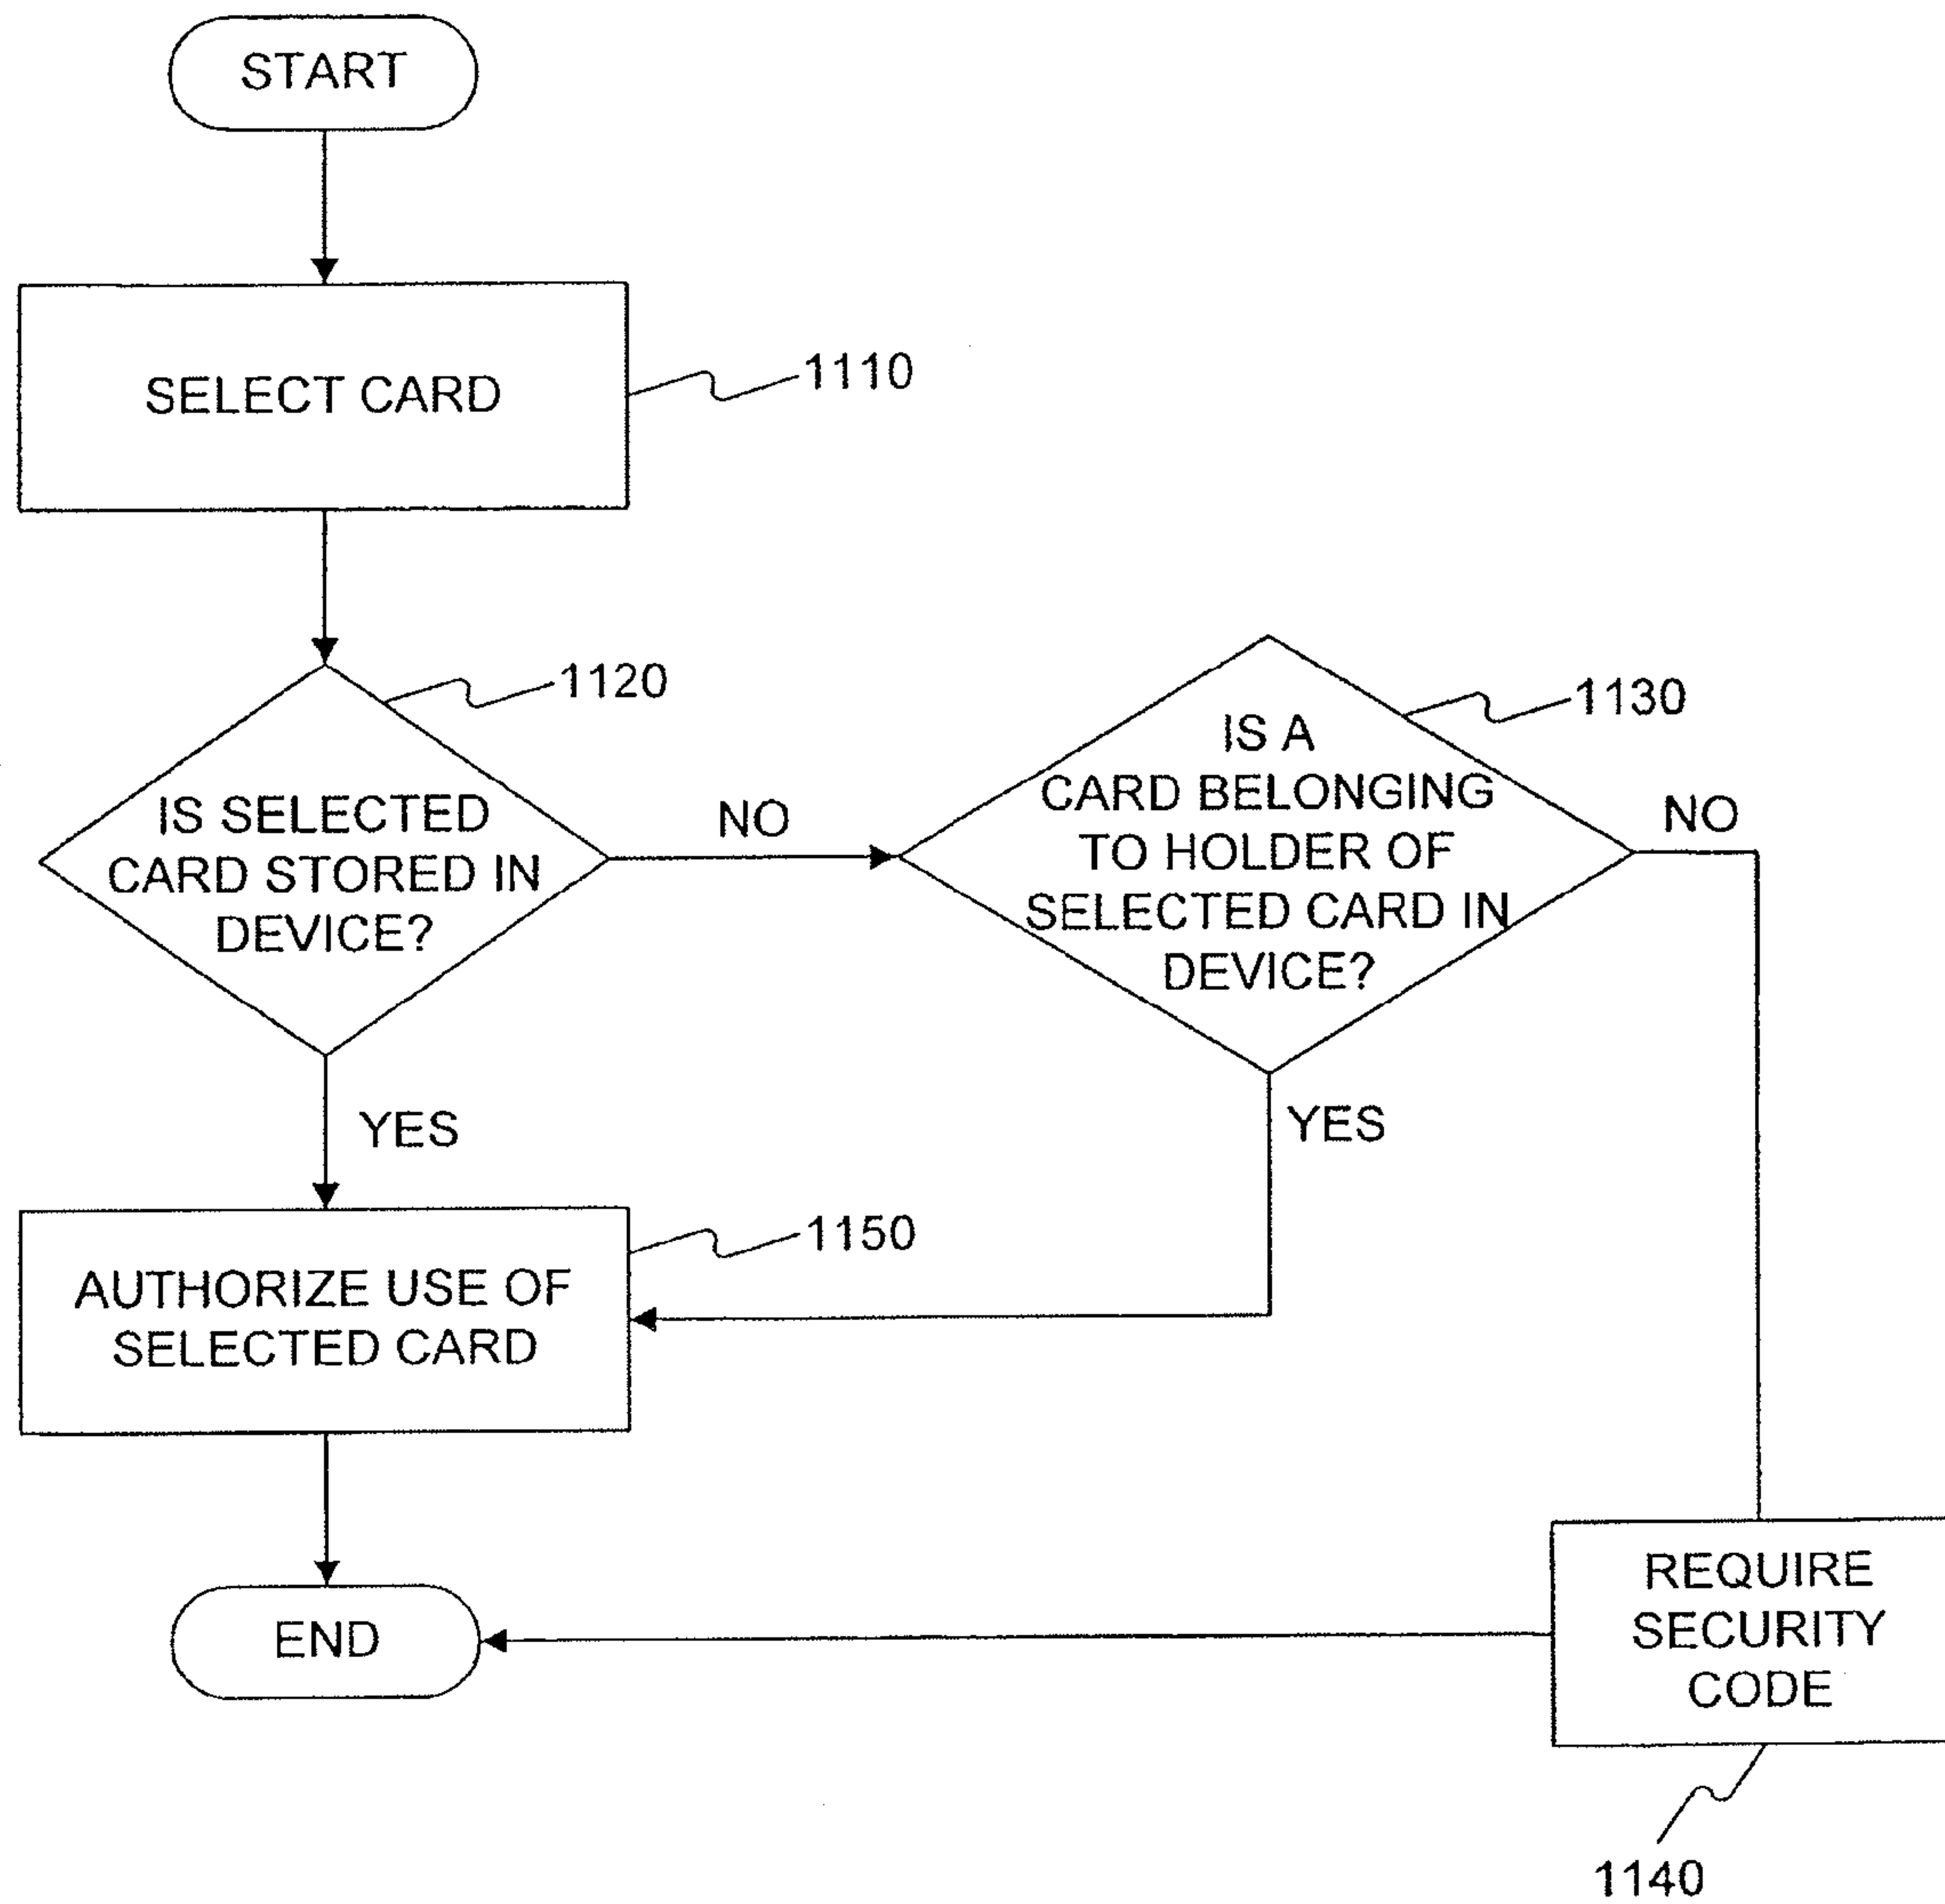 START
SELECT CARD
1110
1120
IS SELECTED
CARD STORED IN
DEVICE?
NO
1130
IS A
CARD BELONGING
TO HOLDER OF
SELECTED CARD IN
DEVICE?
NO
YES
YES
1150
AUTHORIZE USE OF
SELECTED CARD
END
REQUIRE
SECURITY
CODE
1140